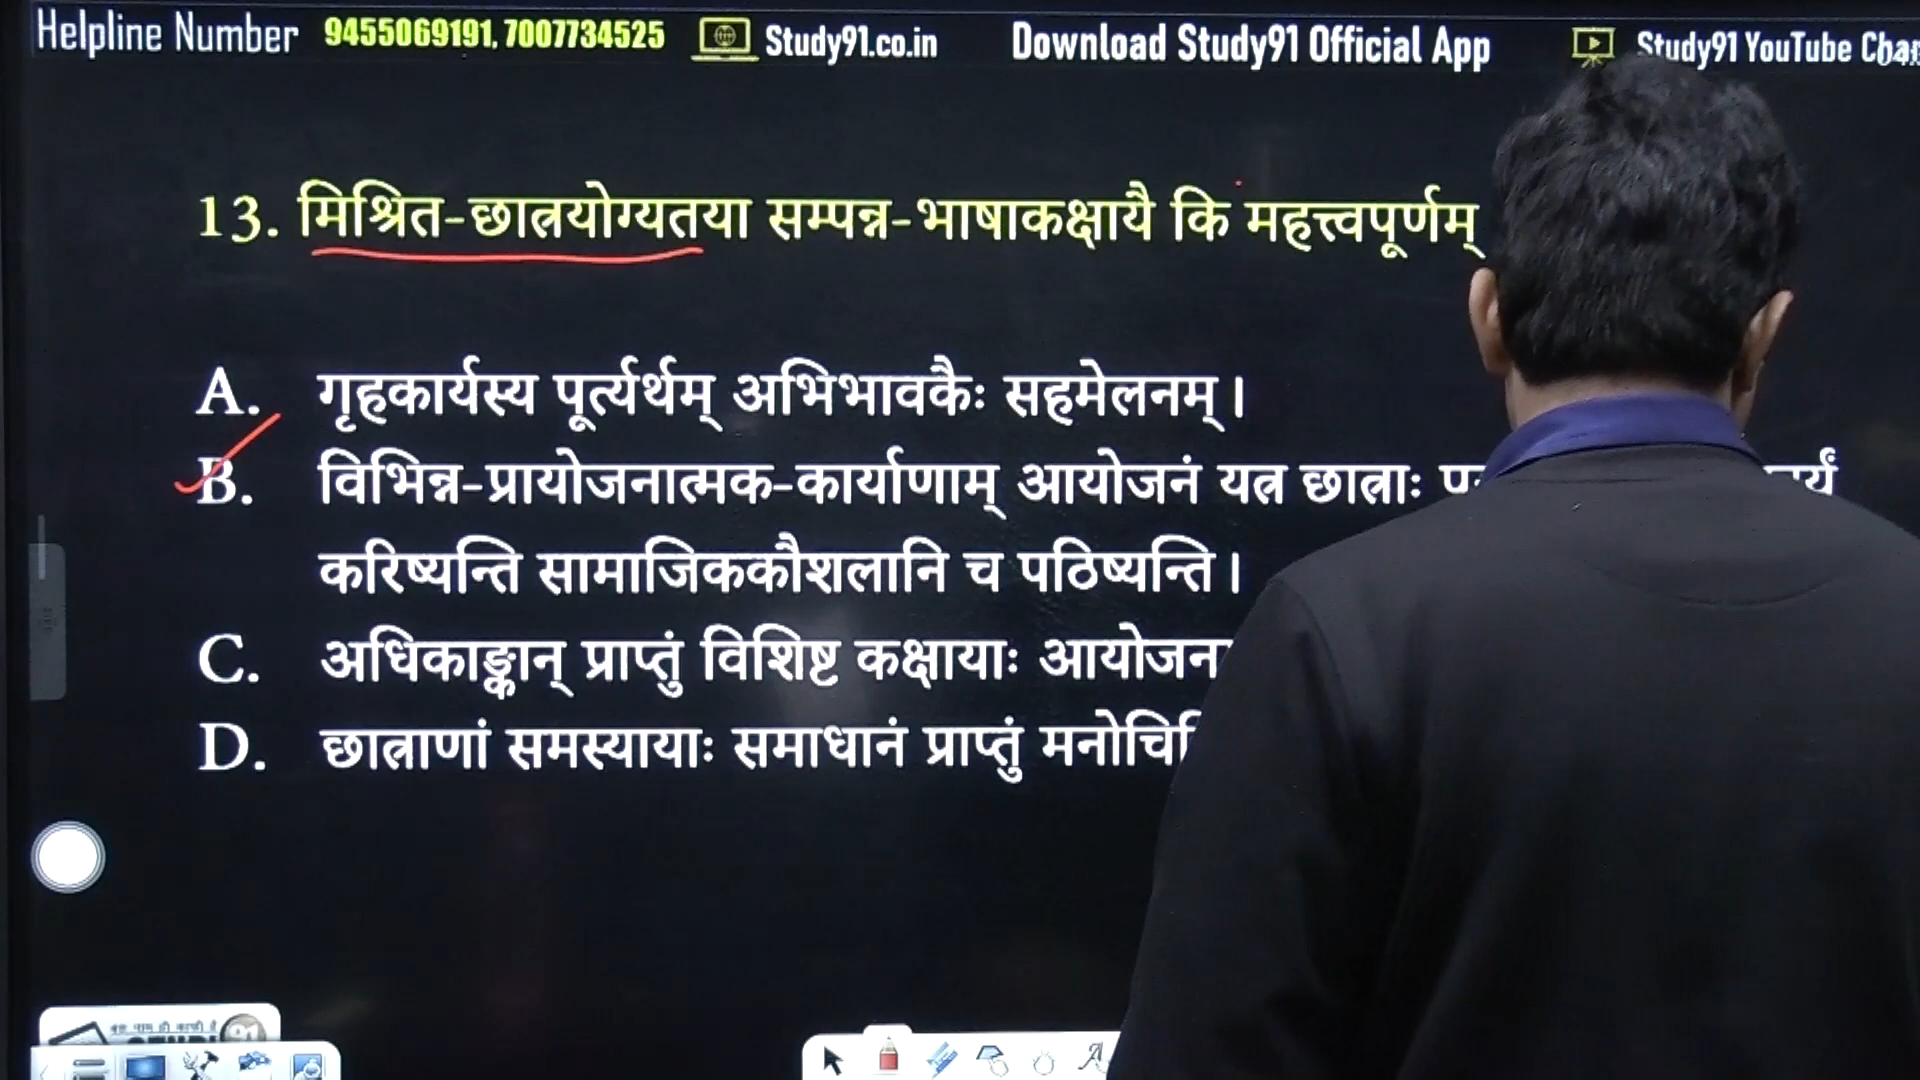 Helpline Number 9455069191, 7007734525 Study91.co.in Download Study91 Official App Study91 YouTube
13. मिश्रित-छात्रयोग्यतया सम्पन्न-भाषाकक्षायै कि महत्त्वपूर्णम्
A. गृहकार्यस्य पूर्त्यर्थम् अभिभावकैः सहमेलनम्।
B. विभिन्न-प्रायोजनात्मक-कार्याणाम् आयोजनं यत्र छात्राः
करिष्यन्ति सामाजिककौशलानि च पठिष्यन्ति।
C. अधिकाङ्कान् प्राप्तुं विशिष्ट कक्षायाः
D. छात्राणां समस्यायाः समाधानं प्राप्तुं